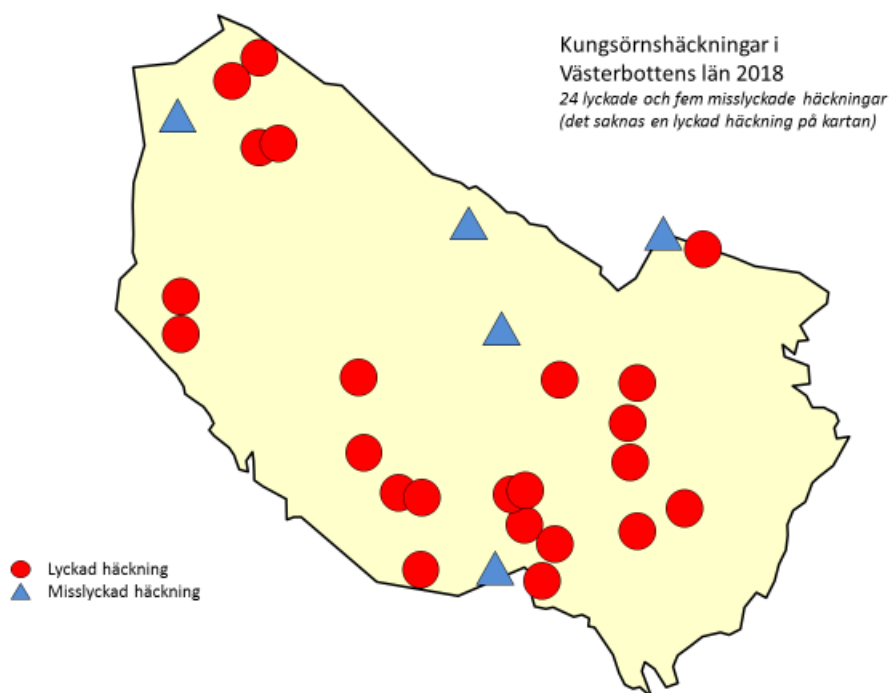 Kungsörnshäckningar i
Västerbottens län 2018
24 lyckade och fem misslyckade häckningar
(det saknas en lyckad häckning på kartan)
Lyckad häckning
Misslyckad häckning